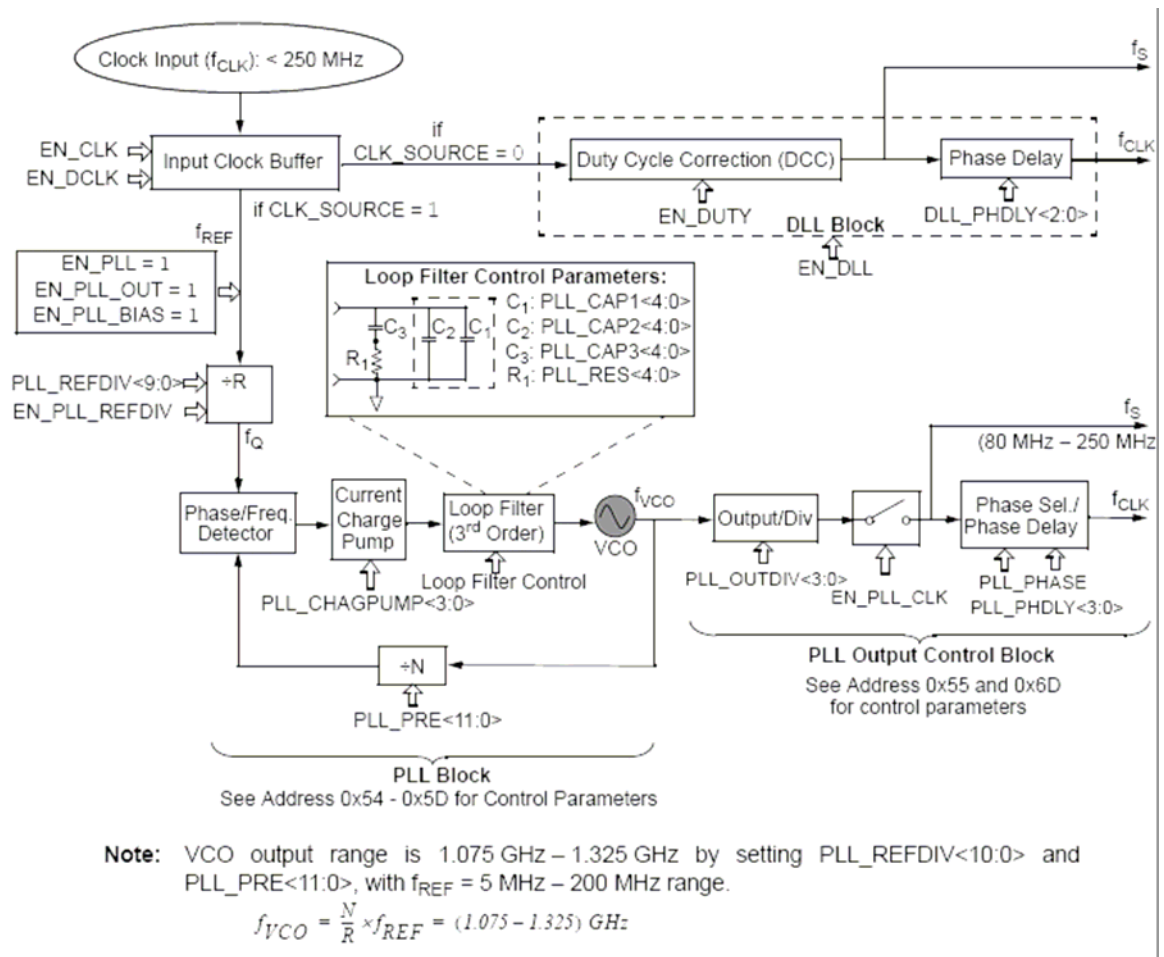 Clock Input (fCLK): < 250 MHz
fS
EN_CLK
EN_DCLK
Input Clock Buffer
if
CLK_SOURCE = 0
Duty Cycle Correction (DCC)
Phase Delay
fCLK
EN_DUTY
DLL_PHDLY<2:0>
DLL Block
EN_DLL
if CLK_SOURCE = 1
fREF
EN_PLL = 1
EN_PLL_OUT = 1
EN_PLL_BIAS = 1
Loop Filter Control Parameters:
C3
C2
C1
R1
C1: PLL_CAP1<4:0>
C2: PLL_CAP2<4:0>
C3: PLL_CAP3<4:0>
R1: PLL_RES<4:0>
PLL_REFDIV<9:0>
EN_PLL_REFDIV
÷R
fQ
fS
(80 MHz – 250 MHz
Phase/Freq.
Detector
Current
Charge
Pump
Loop Filter
(3rd Order)
fVCO
VCO
Output/Div
Phase Sel./
Phase Delay
fCLK
Loop Filter Control
PLL_CHAGPUMP<3:0>
PLL_OUTDIV<3:0>
EN_PLL_CLK
PLL_PHASE
PLL_PHDLY<3:0>
÷N
PLL_PRE<11:0>
PLL Output Control Block
See Address 0x55 and 0x6D
for control parameters
PLL Block
See Address 0x54 - 0x5D for Control Parameters
Note: VCO output range is 1.075 GHz – 1.325 GHz by setting PLL_REFDIV<10:0> and
PLL_PRE<11:0>, with fREF = 5 MHz – 200 MHz range.
fVCO = N/R × fREF = (1.075 – 1.325) GHz